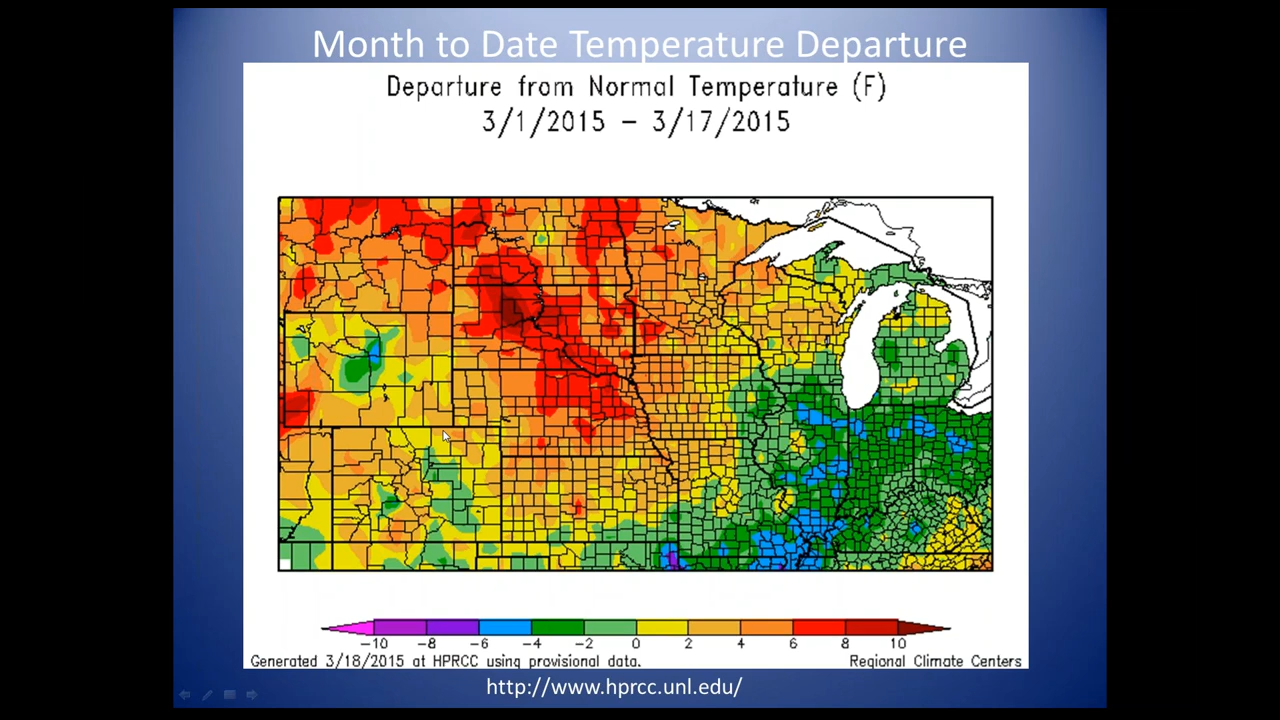 Month to Date Temperature Departure
Departure from Normal Temperature (F)
3/1/2015 – 3/17/2015
-10 -8 -6 -4 -2 0 2 4 6 8 10
Generated 3/18/2015 at HPRCC using provisional data.
Regional Climate Centers
http://www.hprcc.unl.edu/